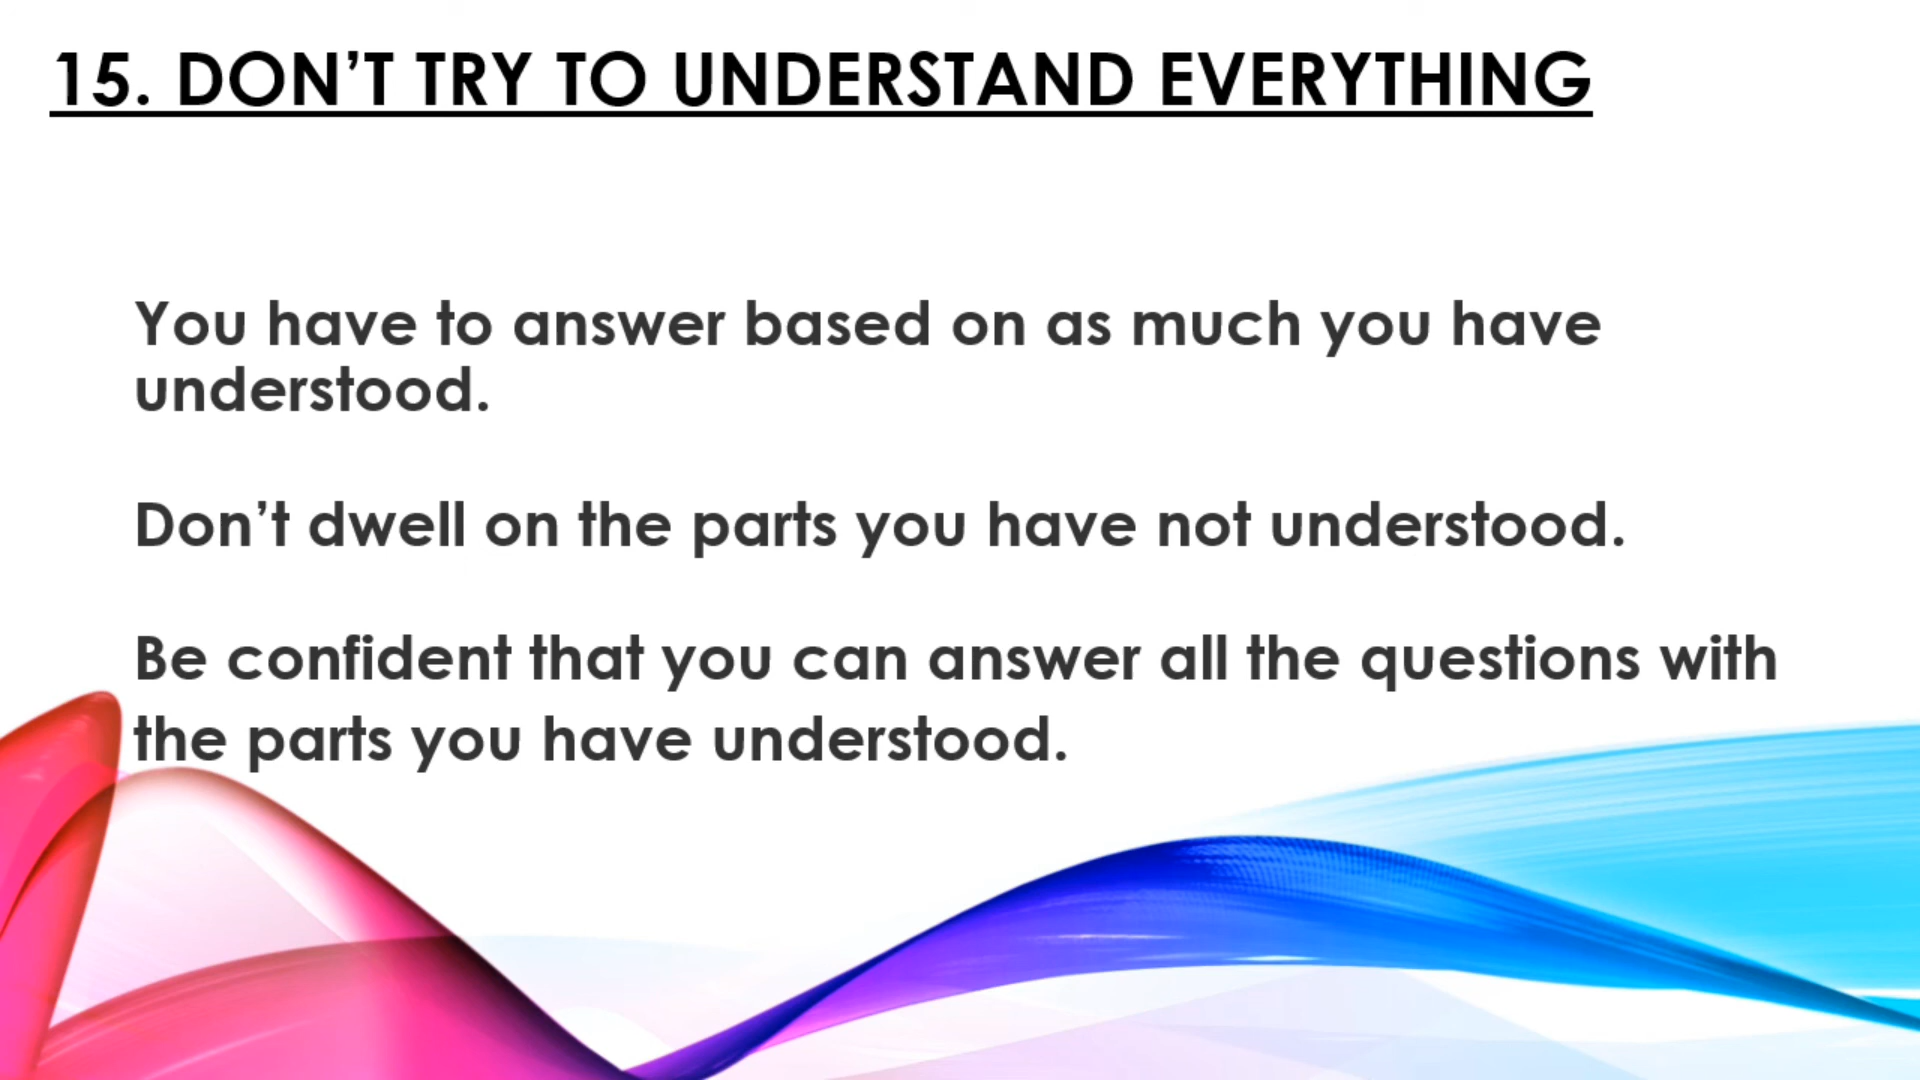 15. DON’T TRY TO UNDERSTAND EVERYTHING
You have to answer based on as much you have
understood.
Don’t dwell on the parts you have not understood.
Be confident that you can answer all the questions with
the parts you have understood.